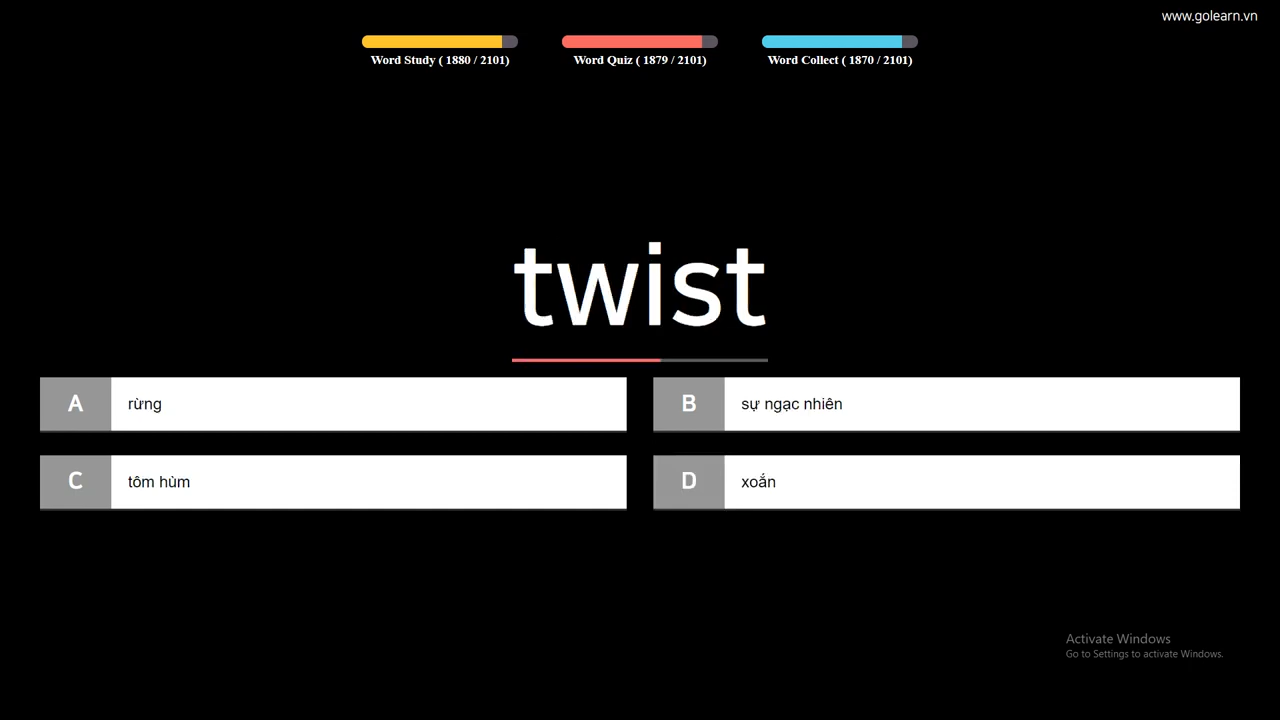 www.golearn.vn
Word Study ( 1880 / 2101)
Word Quiz ( 1879 / 2101)
Word Collect ( 1870 / 2101)
twist
A rừng
B sự ngạc nhiên
C tôm hùm
D xoắn
Activate Windows
Go to Settings to activate Windows.